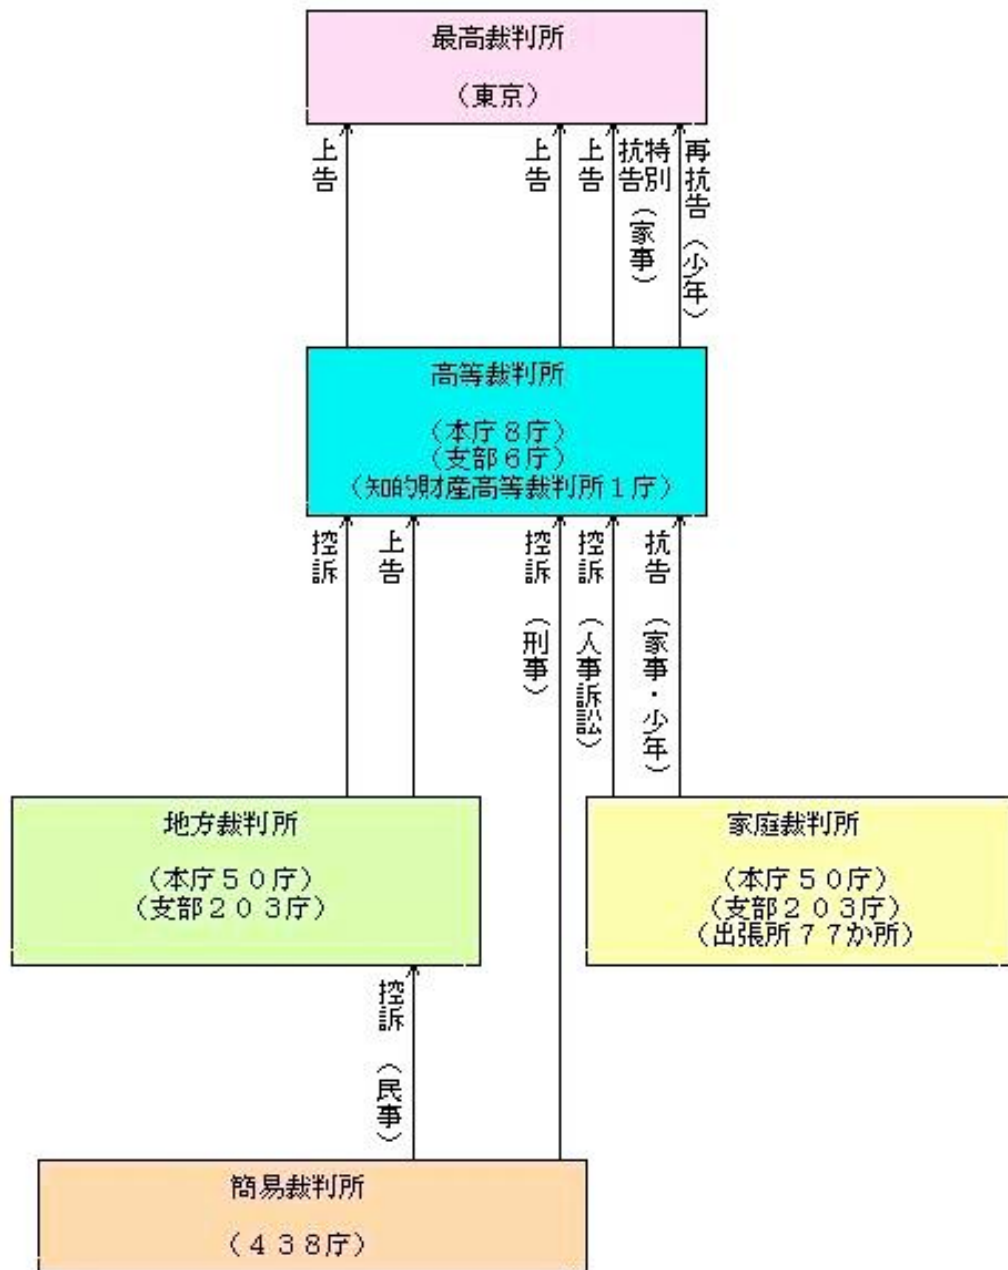 最高裁判所
（東京）
上告
上告
上告
特別
抗告
（家事）
再抗告
（少年）
高等裁判所
（本庁８庁）
（支部６庁）
（知的財産高等裁判所１庁）
控訴
上告
控訴
（刑事）
控訴
（人事訴訟）
抗告
（家事・少年）
地方裁判所
（本庁５０庁）
（支部２０３庁）
家庭裁判所
（本庁５０庁）
（支部２０３庁）
（出張所７７か所）
控訴
（民事）
簡易裁判所
（４３８庁）